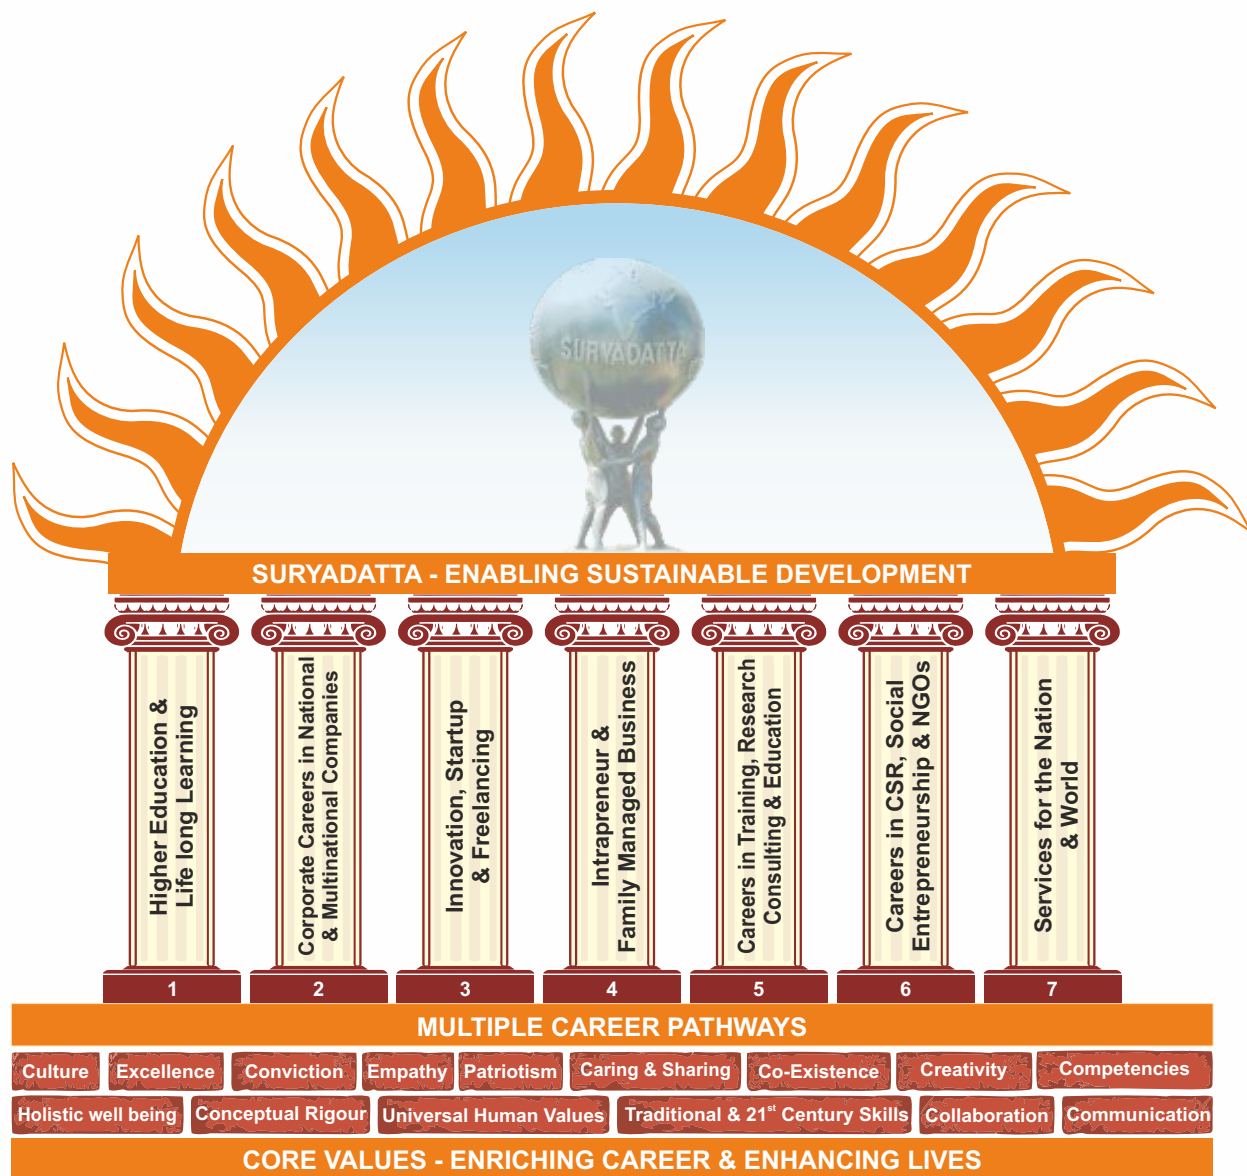 SURYADATTA
SURYADATTA - ENABLING SUSTAINABLE DEVELOPMENT
Higher Education &
Life long Learning
Corporate Careers in National
& Multinational Companies
Innovation, Startup
& Freelancing
Intrapreneur &
Family Managed Business
Careers in Training, Research
Consulting & Education
Careers in CSR, Social
Entrepreneurship & NGOs
Services for the Nation
& World
1 2 3 4 5 6 7
MULTIPLE CAREER PATHWAYS
Culture Excellence Conviction Empathy Patriotism Caring & Sharing Co-Existence Creativity Competencies
Holistic well being Conceptual Rigour Universal Human Values Traditional & 21st Century Skills Collaboration Communication
CORE VALUES - ENRICHING CAREER & ENHANCING LIVES